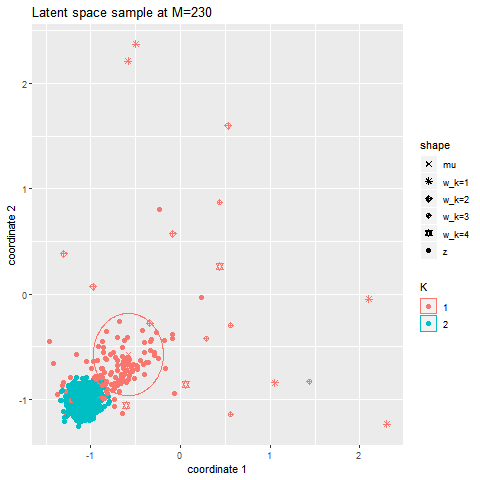 Latent space sample at M=230
coordinate 2
2
1
0
-1
-1
0
1
2
coordinate 1
shape
mu
w_k=1
w_k=2
w_k=3
w_k=4
z
K
1
2